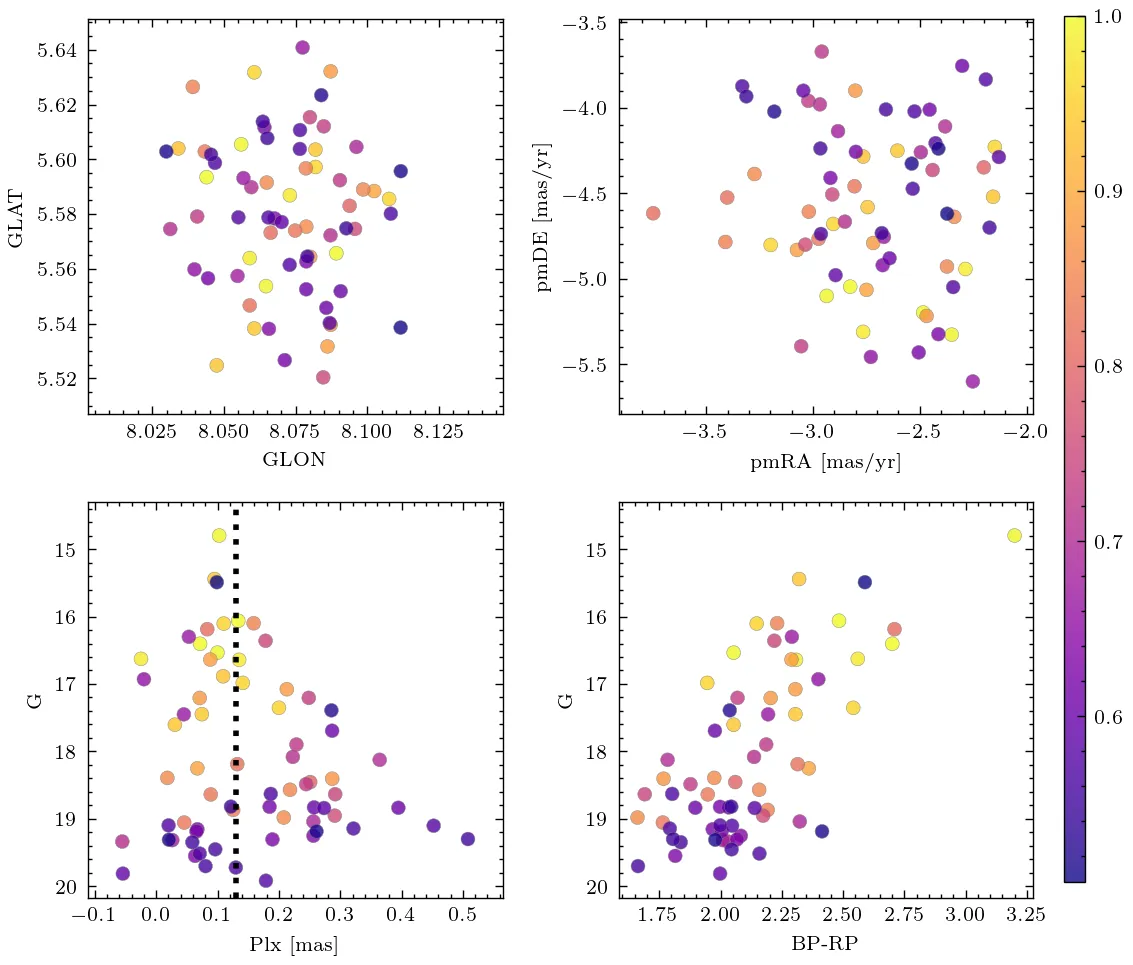 5.64
5.62
5.60
5.58
5.56
5.54
5.52
GLAT
8.025 8.050 8.075 8.100 8.125
GLON
−3.5
−4.0
−4.5
−5.0
−5.5
pmDE [mas/yr]
−3.5 −3.0 −2.5 −2.0
pmRA [mas/yr]
1.0
0.9
0.8
0.7
0.6
15
16
17
18
19
20
G
−0.1 0.0 0.1 0.2 0.3 0.4 0.5
Plx [mas]
15
16
17
18
19
20
G
1.75 2.00 2.25 2.50 2.75 3.00 3.25
BP-RP